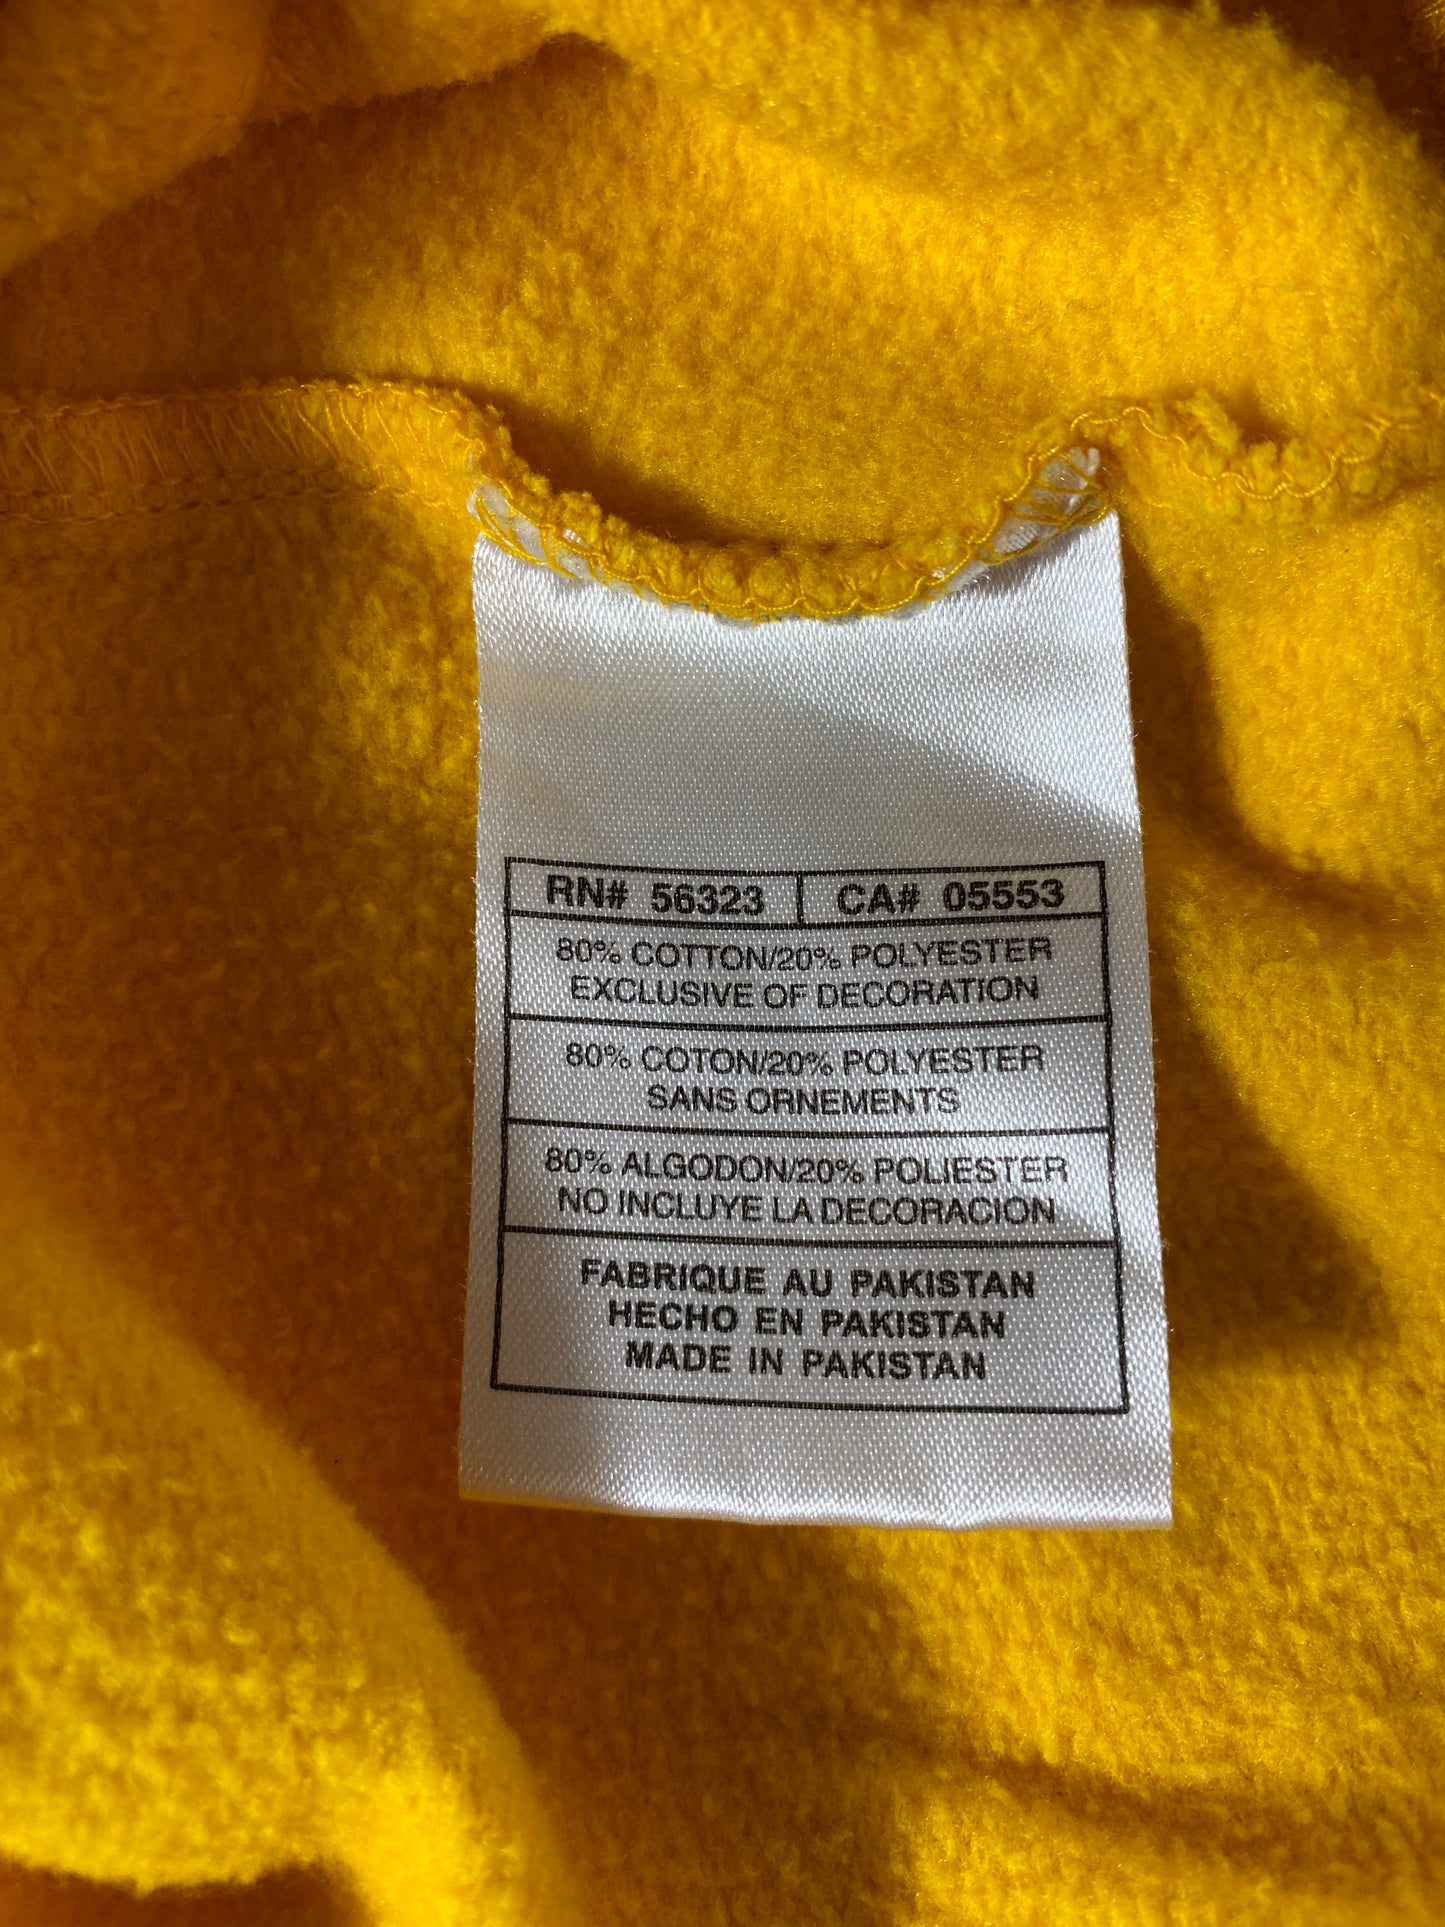 RN# 56323 CA# 05553
80% COTTON/20% POLYESTER
EXCLUSIVE OF DECORATION
80% COTON/20% POLYESTER
SANS ORNEMENTS
80% ALGODON/20% POLIESTER
NO INCLUYE LA DECORACION
FABRIQUE AU PAKISTAN
HECHO EN PAKISTAN
MADE IN PAKISTAN